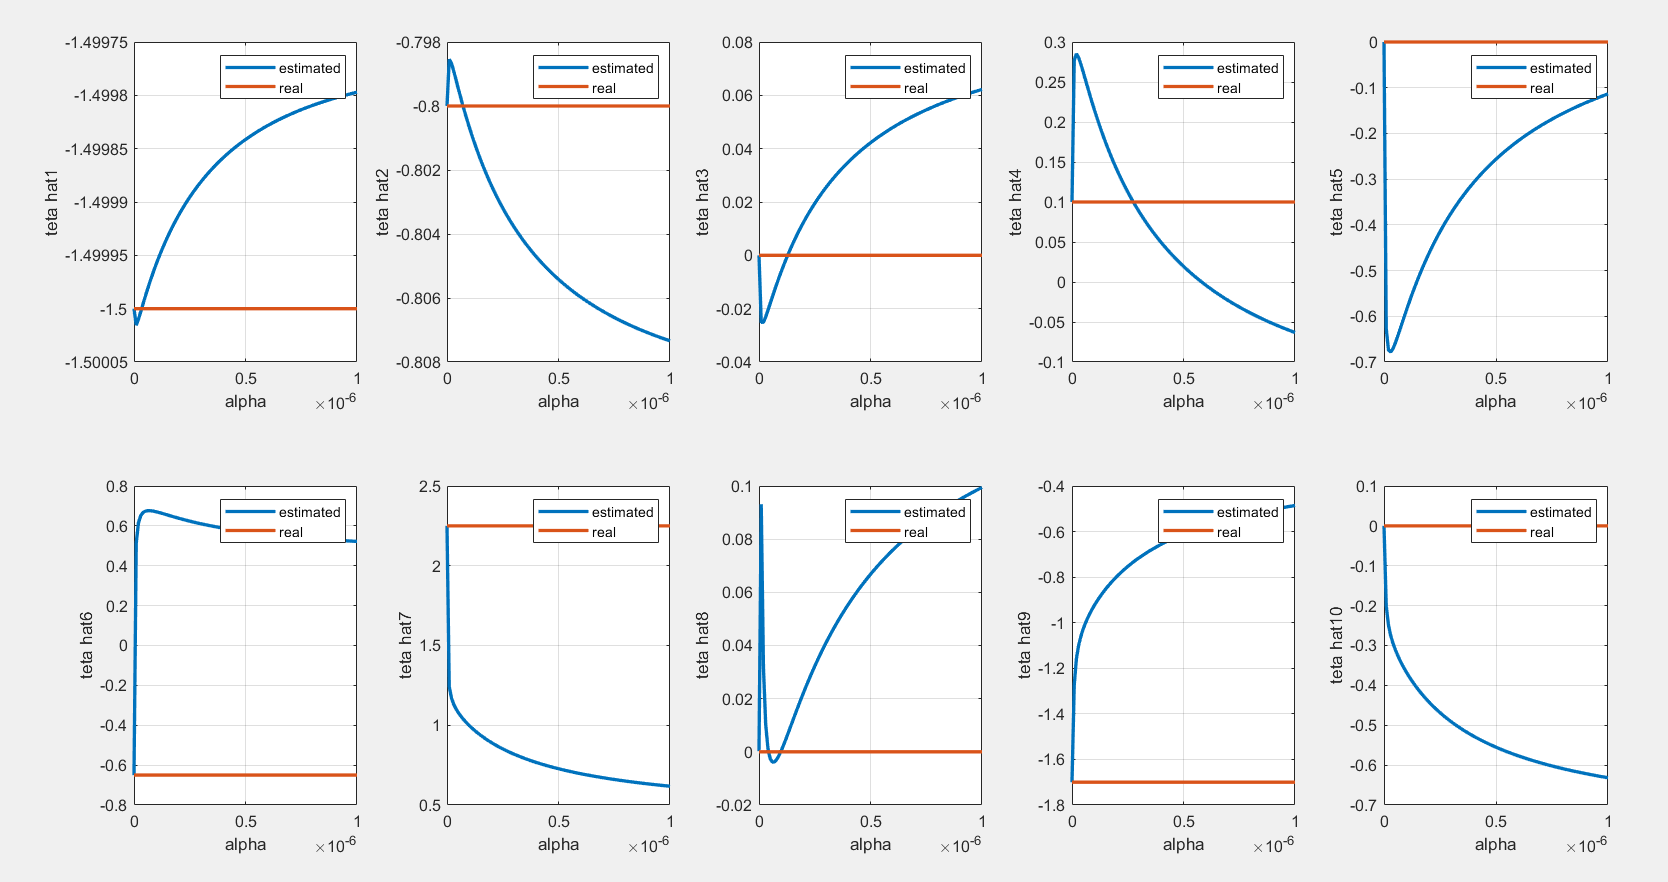 -1.49975
-1.4998
-1.49985
-1.4999
-1.49995
-1.5
-1.50005
teta hat1
estimated
real
0 0.5 1
alpha ×10-6
-0.798
-0.8
-0.802
-0.804
-0.806
-0.808
teta hat2
estimated
real
0 0.5 1
alpha ×10-6
0.08
0.06
0.04
0.02
0
-0.02
-0.04
teta hat3
estimated
real
0 0.5 1
alpha ×10-6
0.3
0.25
0.2
0.15
0.1
0.05
0
-0.05
-0.1
teta hat4
estimated
real
0 0.5 1
alpha ×10-6
0
-0.1
-0.2
-0.3
-0.4
-0.5
-0.6
-0.7
teta hat5
estimated
real
0 0.5 1
alpha ×10-6
0.8
0.6
0.4
0.2
0
-0.2
-0.4
-0.6
-0.8
teta hat6
estimated
real
0 0.5 1
alpha ×10-6
2.5
2
1.5
1
0.5
teta hat7
estimated
real
0 0.5 1
alpha ×10-6
0.1
0.08
0.06
0.04
0.02
0
-0.02
teta hat8
estimated
real
0 0.5 1
alpha ×10-6
-0.4
-0.6
-0.8
-1
-1.2
-1.4
-1.6
-1.8
teta hat9
estimated
real
0 0.5 1
alpha ×10-6
0.1
0
-0.1
-0.2
-0.3
-0.4
-0.5
-0.6
-0.7
teta hat10
estimated
real
0 0.5 1
alpha ×10-6